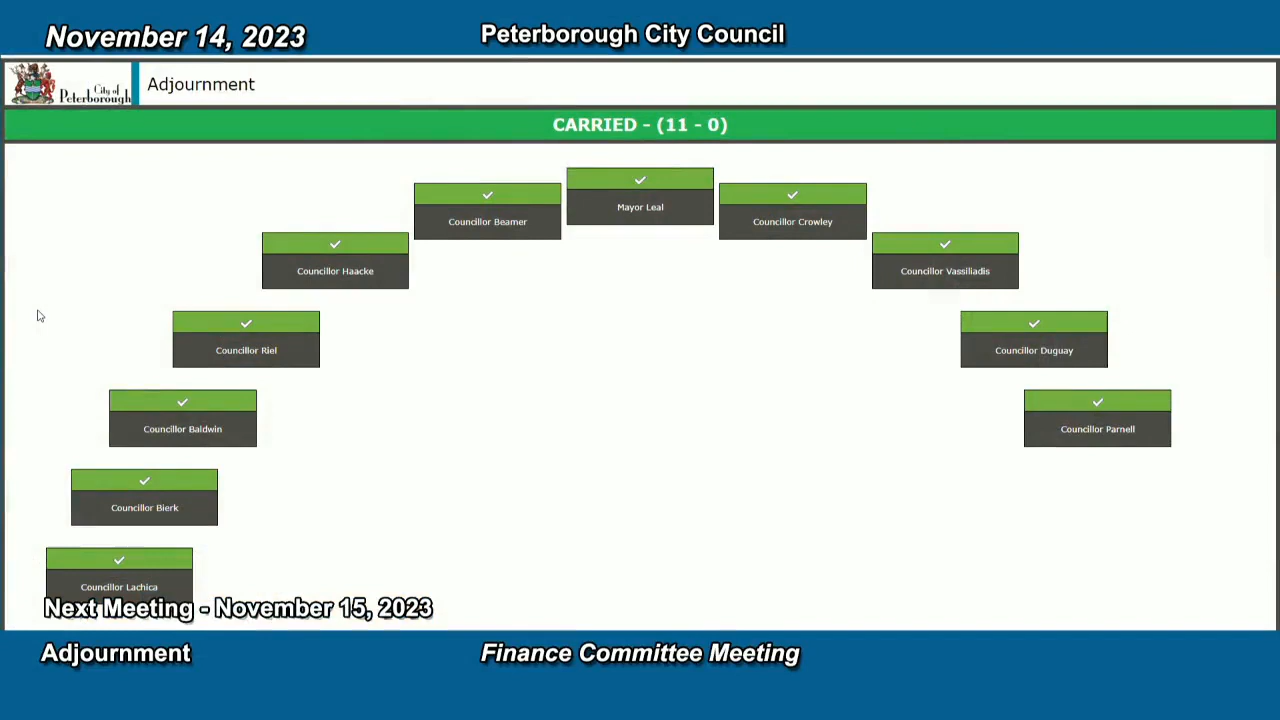 November 14, 2023
Peterborough City Council
City of
Peterborough
Adjournment
CARRIED - (11 - 0)
Mayor Leal
Councillor Beamer
Councillor Crowley
Councillor Haacke
Councillor Vassiliadis
Councillor Riel
Councillor Duguay
Councillor Baldwin
Councillor Parnell
Councillor Bierk
Councillor Lachica
Next Meeting - November 15, 2023
Adjournment
Finance Committee Meeting